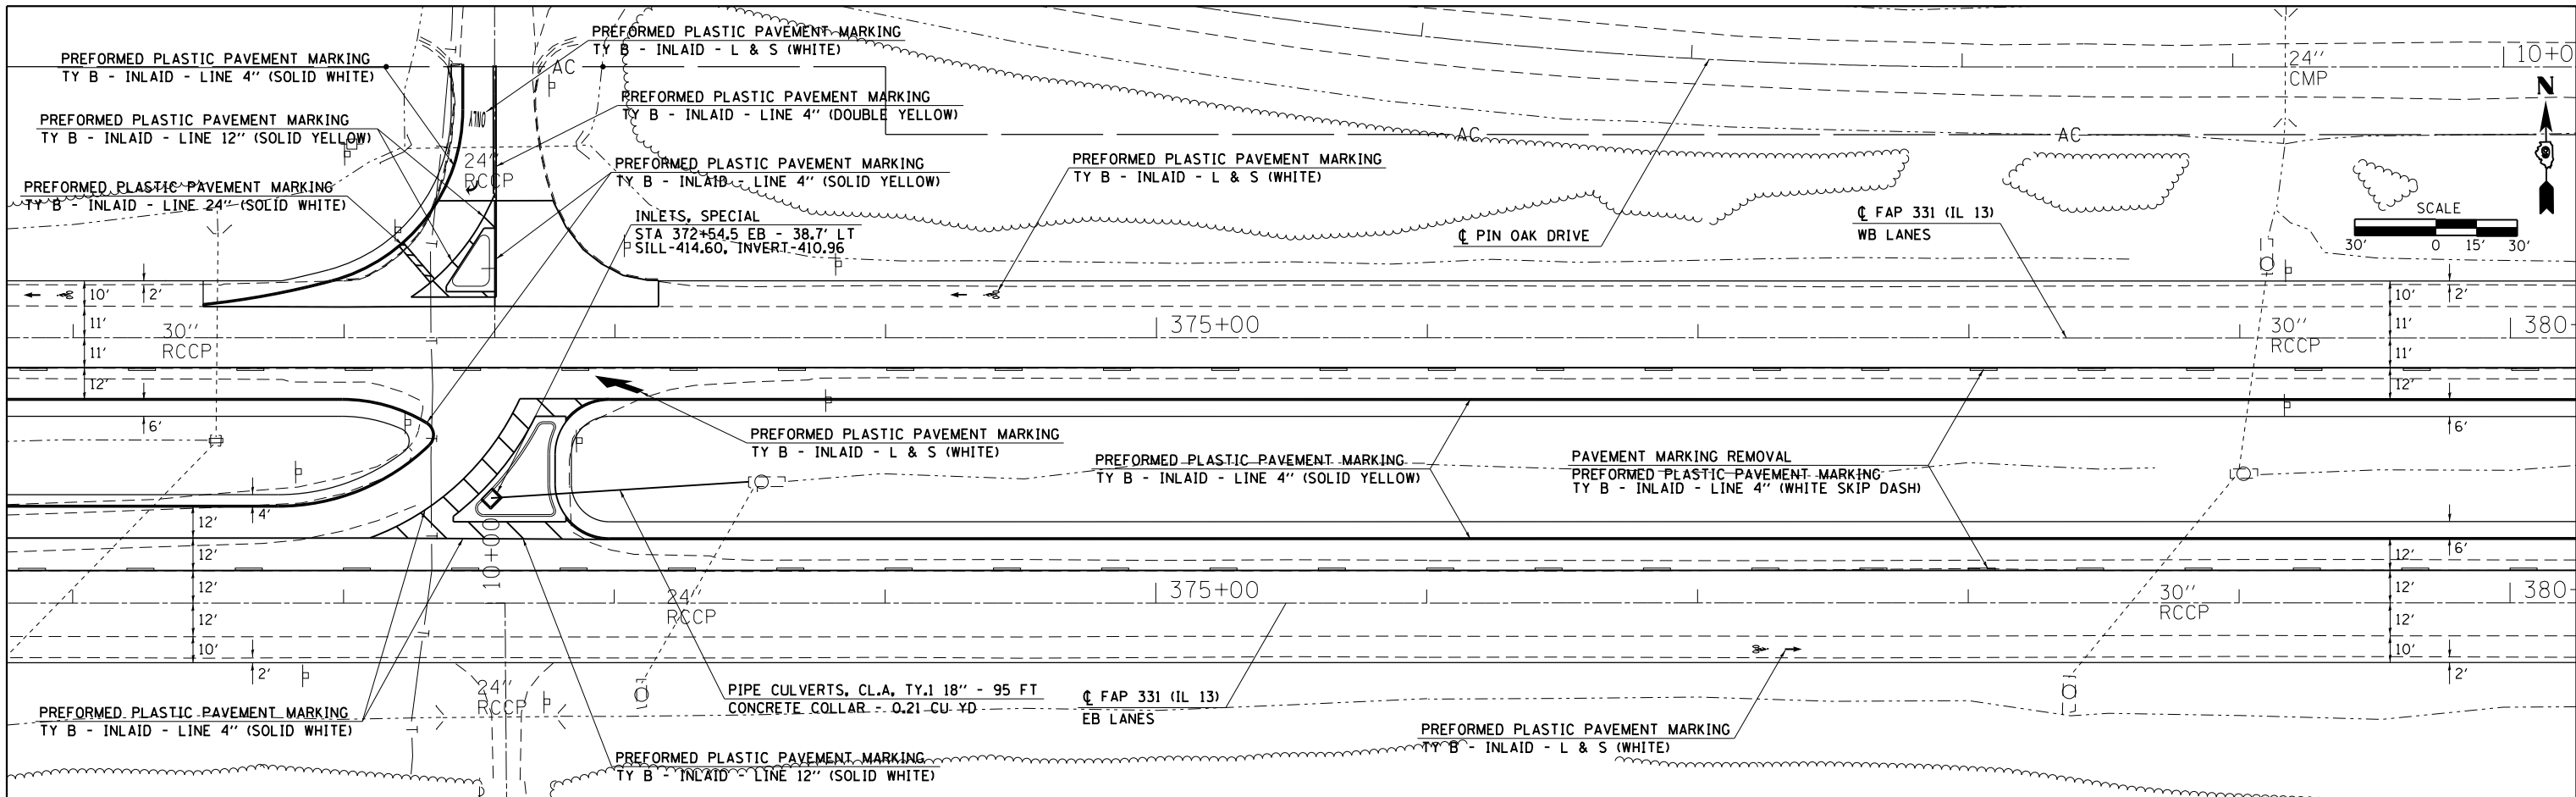 PREFORMED PLASTIC PAVEMENT MARKING
TY B - INLAID - L & S (WHITE)
PREFORMED PLASTIC PAVEMENT MARKING
TY B - INLAID - LINE 4" (SOLID WHITE)
AC
24"
CMP
10+0
N
PREFORMED PLASTIC PAVEMENT MARKING
TY B - INLAID - LINE 4" (DOUBLE YELLOW)
ONLY
PREFORMED PLASTIC PAVEMENT MARKING
TY B - INLAID - LINE 12" (SOLID YELLOW)
AC
AC
24"
RCCP
PREFORMED PLASTIC PAVEMENT MARKING
TY B - INLAID - LINE 4" (SOLID YELLOW)
PREFORMED PLASTIC PAVEMENT MARKING
TY B - INLAID - L & S (WHITE)
PREFORMED PLASTIC PAVEMENT MARKING
TY B - INLAID - LINE 24" (SOLID WHITE)
INLETS, SPECIAL
STA 372+54.5 EB - 38.7' LT
SILL-414.60, INVERT-410.96
℄ PIN OAK DRIVE
℄ FAP 331 (IL 13)
WB LANES
SCALE
30' 0 15' 30'
10' 2'
11'
11'
12'
6'
30"
RCCP
375+00
30"
RCCP
380-
10' 2'
11'
11'
12'
6'
PREFORMED PLASTIC PAVEMENT MARKING
TY B - INLAID - L & S (WHITE)
PREFORMED PLASTIC PAVEMENT MARKING
TY B - INLAID - LINE 4" (SOLID YELLOW)
PAVEMENT MARKING REMOVAL
PREFORMED PLASTIC PAVEMENT MARKING
TY B - INLAID - LINE 4" (WHITE SKIP DASH)
4'
12'
12'
12'
12'
10'
2'
10+00
24"
RCCP
375+00
30"
RCCP
380-
12' 6'
12'
12'
12'
10'
2'
24"
RCCP
PIPE CULVERTS, CL.A, TY.1 18" - 95 FT
CONCRETE COLLAR - 0.21 CU YD
℄ FAP 331 (IL 13)
EB LANES
PREFORMED PLASTIC PAVEMENT MARKING
TY B - INLAID - LINE 4" (SOLID WHITE)
PREFORMED PLASTIC PAVEMENT MARKING
TY B - INLAID - L & S (WHITE)
PREFORMED PLASTIC PAVEMENT MARKING
TY B - INLAID - LINE 12" (SOLID WHITE)